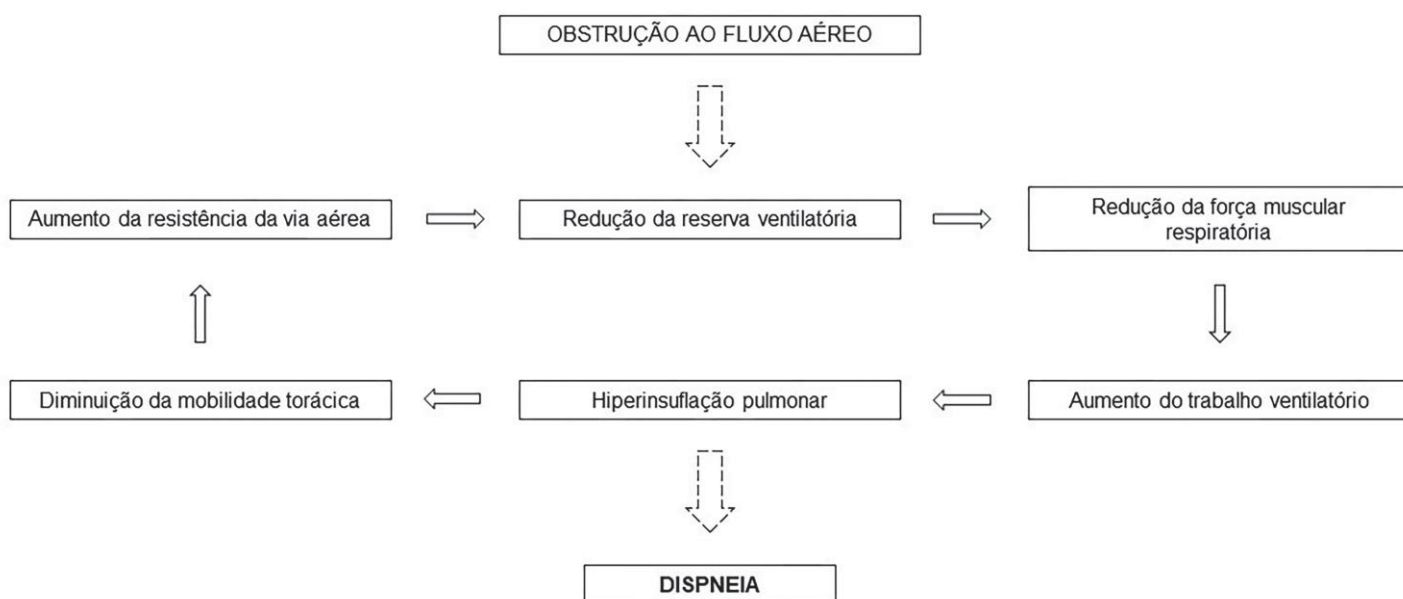 OBSTRUÇÃO AO FLUXO AÉREO
Aumento da resistência da via aérea
Redução da reserva ventilatória
Redução da força muscular
respiratória
Diminuição da mobilidade torácica
Hiperinsuflação pulmonar
Aumento do trabalho ventilatório
DISPNEIA